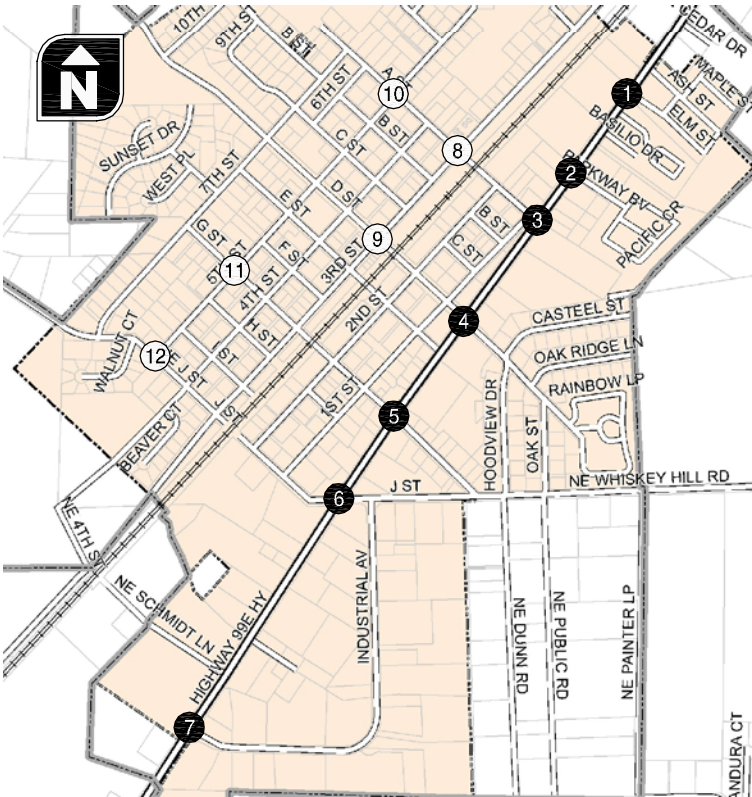 N
10TH
9TH S
B ST
6TH ST
A ST
10
B ST
C ST
8
EDAR DR
MAPLE S
ASH ST
ELM ST
1
BASILIO DR
2
PARKWAY BV
PACIFIC CR
3
B ST
C ST
SUNSET DR
WEST PL
7TH ST
D ST
E ST
9
3RD ST
G ST
F ST
5TH ST
11
4TH ST
2ND ST
H ST
I ST
4
CASTEEL ST
OAK RIDGE LN
RAINBOW LP
WALNUT CT
12
E J ST
J ST
1ST ST
5
HOODVIEW DR
OAK ST
BEAVER CT
NE WHISKEY HILL RD
6
J ST
NE 4TH ST
NE SCHMIDT LN
HIGHWAY 99E HY
INDUSTRIAL AV
NE DUNN RD
NE PUBLIC RD
NE PAINTER LP
7
ANDURA CT